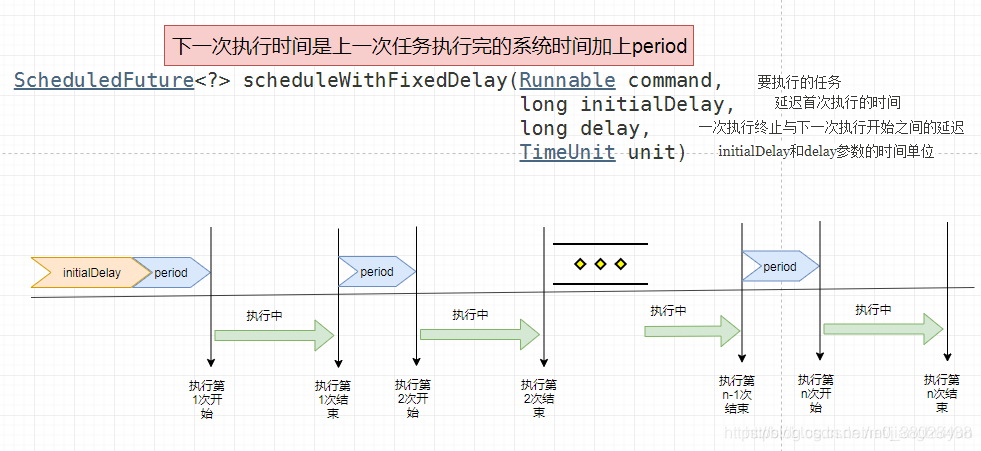 下一次执行时间是上一次任务执行完的系统时间加上period
ScheduledFuture<?> scheduleWithFixedDelay(Runnable command, 要执行的任务
long initialDelay, 延迟首次执行的时间
long delay, 一次执行终止与下一次执行开始之间的延迟
TimeUnit unit) initialDelay和delay参数的时间单位
initialDelay
period
period
period
执行中
执行中
执行中
执行中
执行第
1次开
始
执行第
1次结
束
执行第
2次开
始
执行第
2次结
束
执行第
n-1次
结束
执行第
n次开
始
执行第
n次结
束